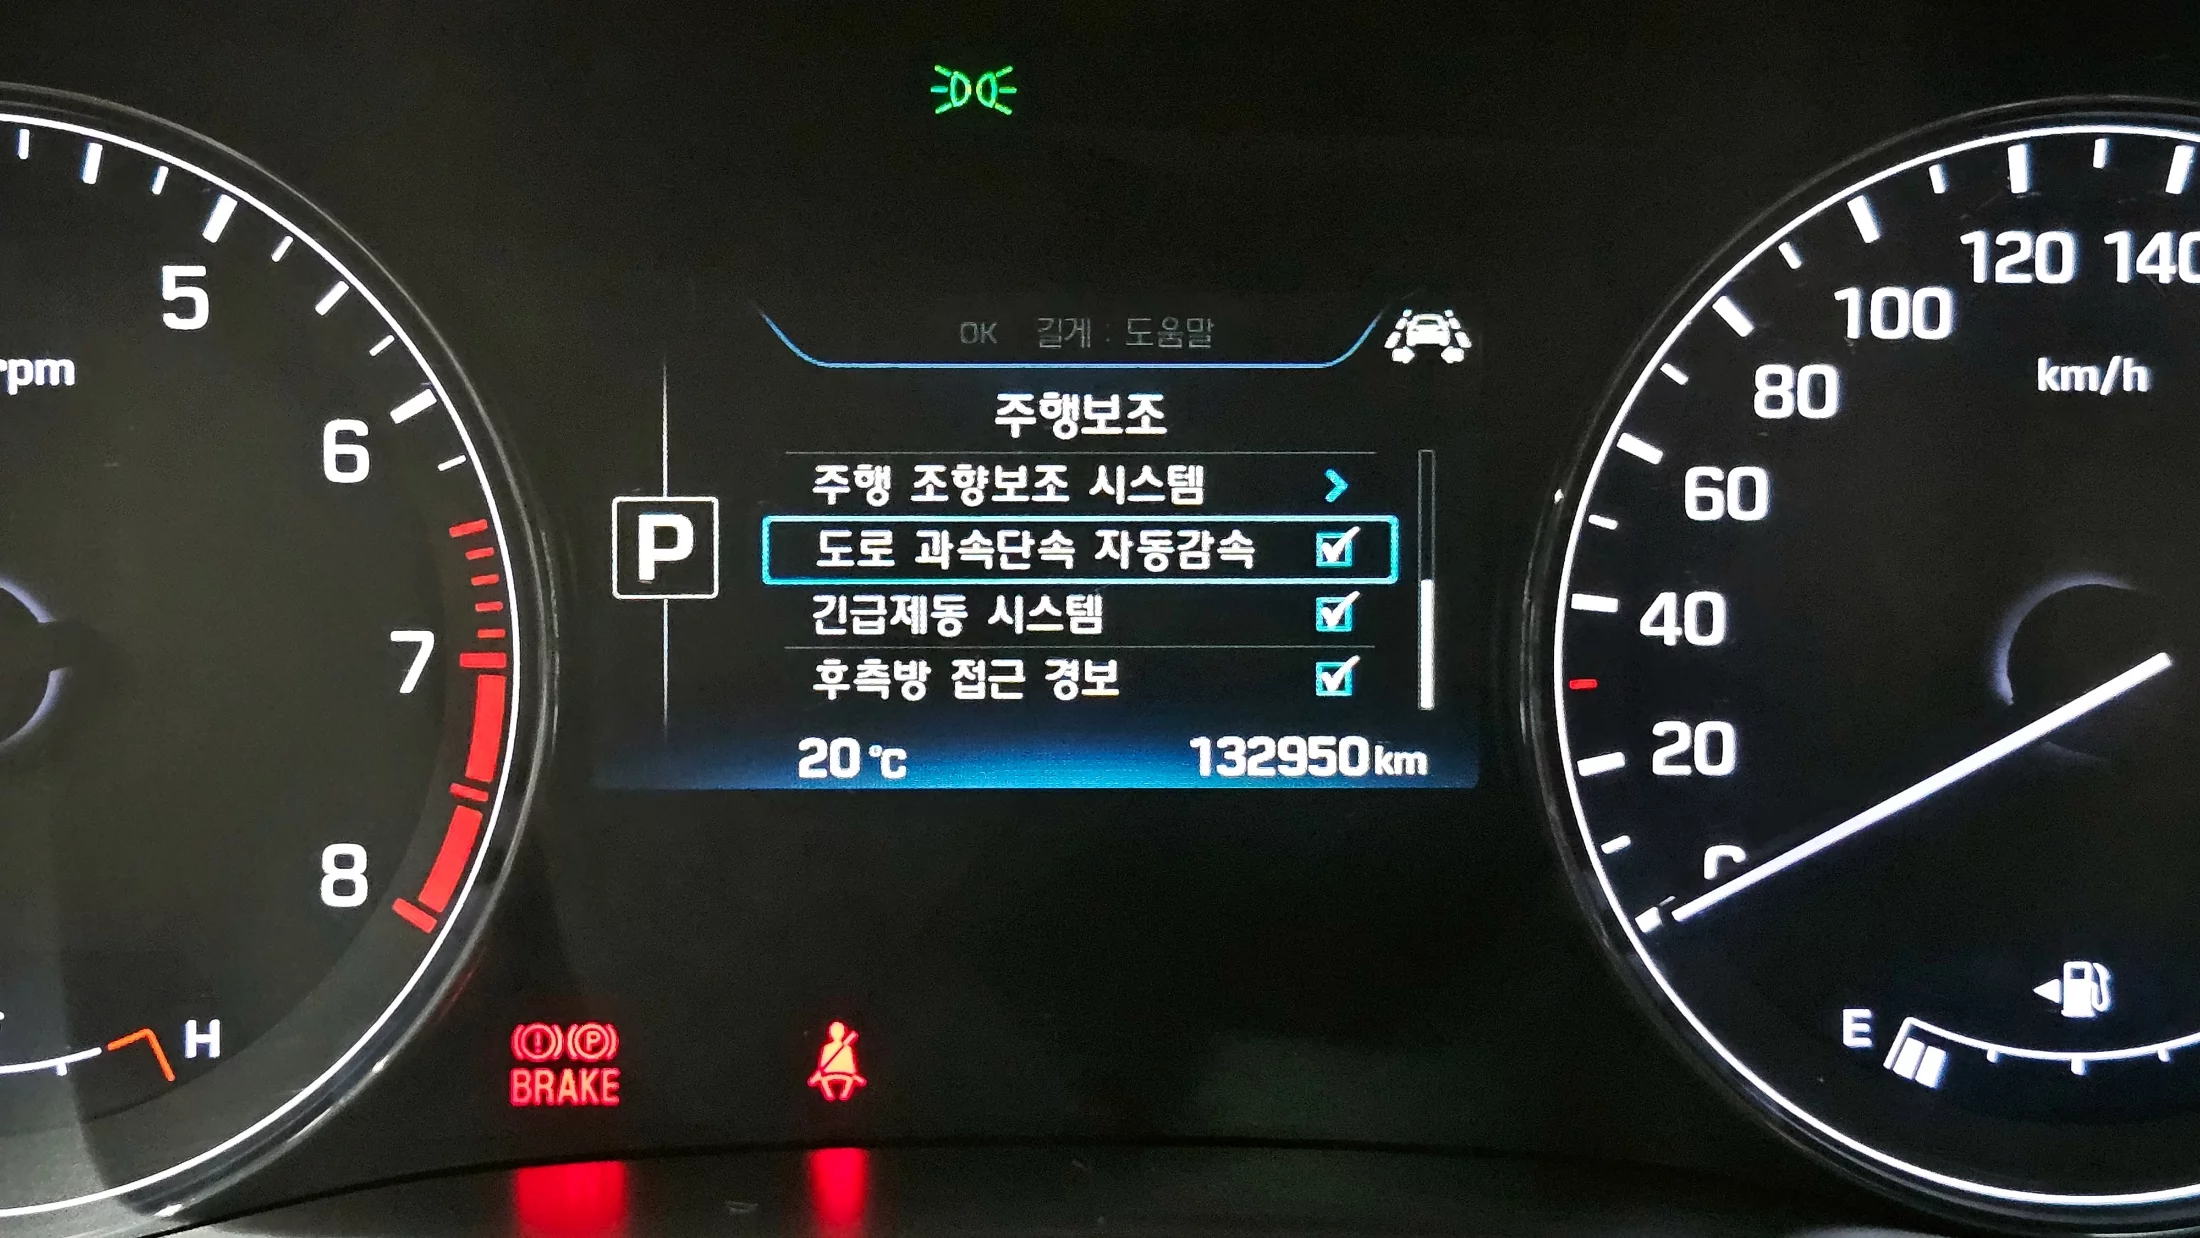 OK 길게 : 도움말
주행보조
주행 조향보조 시스템
도로 과속단속 자동감속
긴급제동 시스템
후측방 접근 경보
P
20 °C
132950 km
5
6
7
8
rpm
H
120
140
100
80
60
40
20
km/h
E
(P)
BRAKE